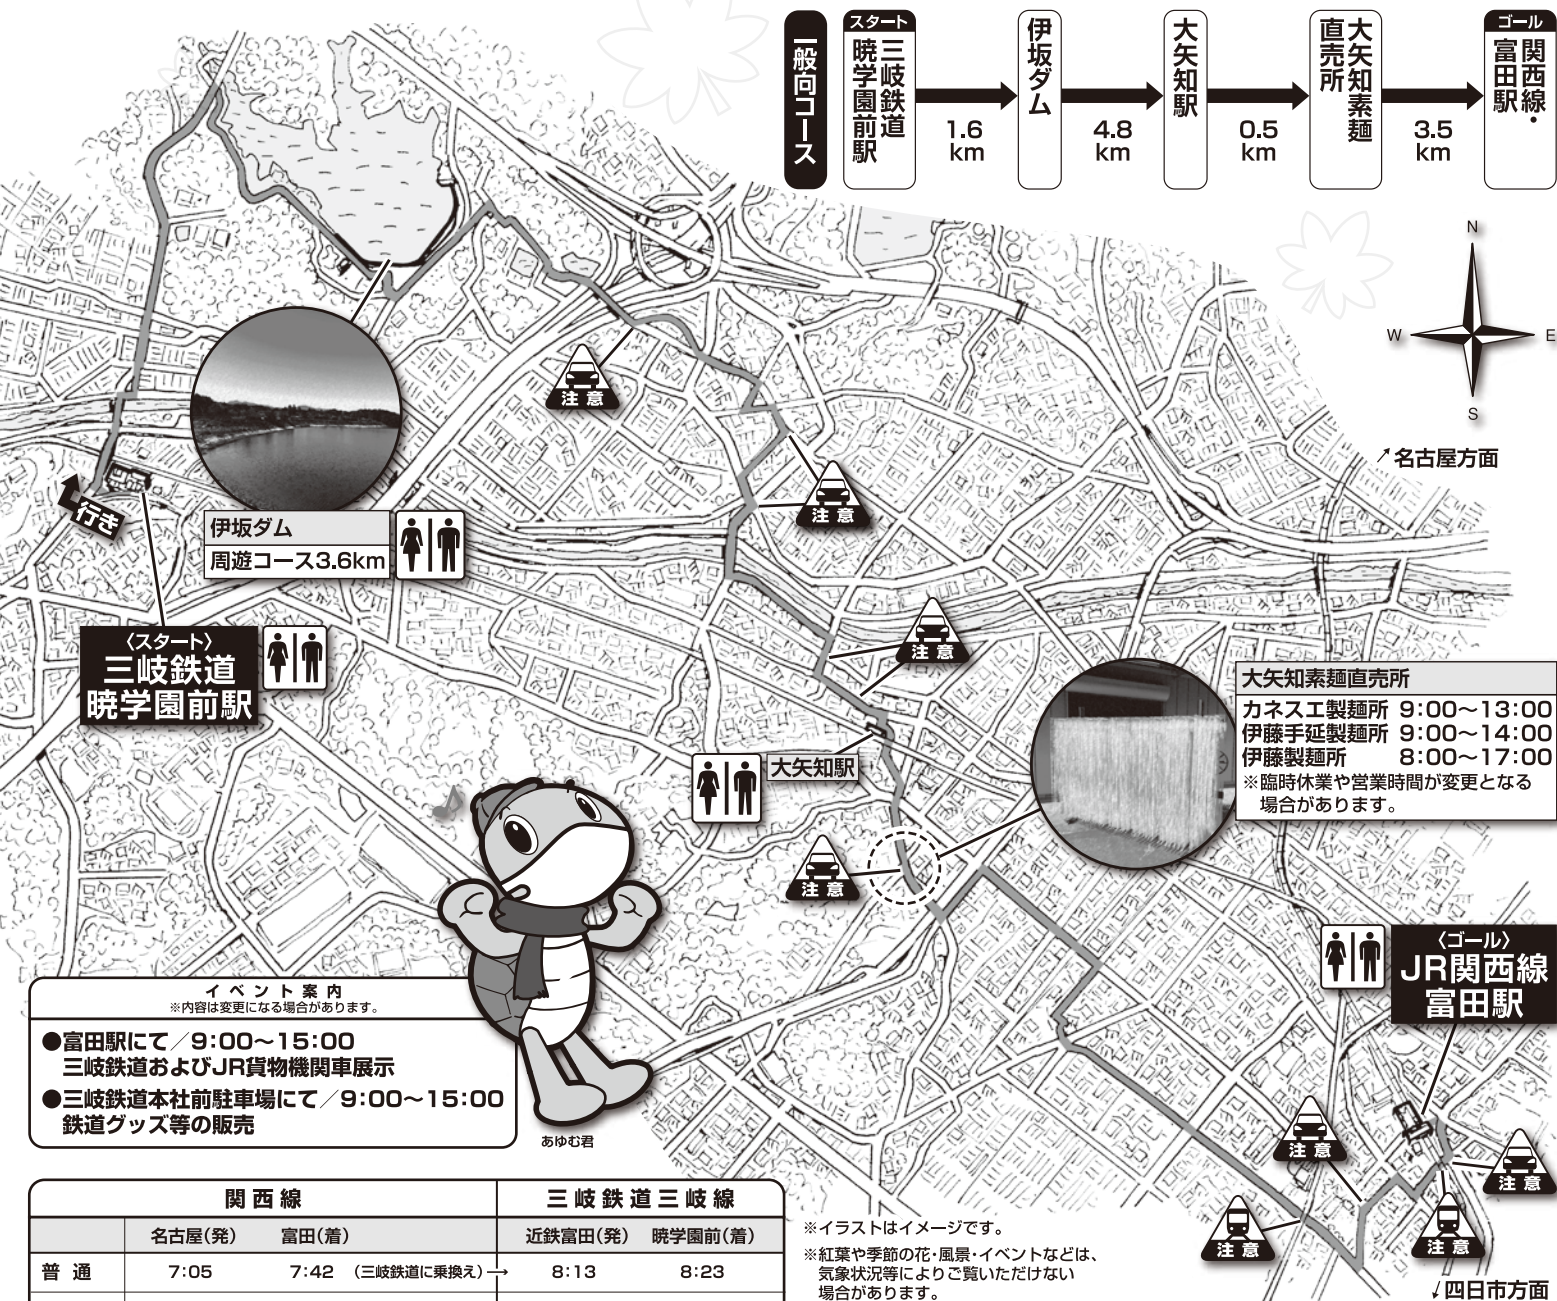 一般向コース
スタート
三岐鉄道
暁学園前駅
1.6
km
伊坂ダム
4.8
km
大矢知駅
0.5
km
大矢知素麺
直売所
3.5
km
ゴール
関西線・
富田駅
N
W
E
S
↗名古屋方面
注意
注意
行き
伊坂ダム
周遊コース3.6km
〈スタート〉
三岐鉄道
暁学園前駅
注意
大矢知素麺直売所
カネスエ製麺所 9:00〜13:00
伊藤手延製麺所 9:00〜14:00
伊藤製麺所 8:00〜17:00
※臨時休業や営業時間が変更となる
場合があります。
大矢知駅
注意
〈ゴール〉
JR関西線
富田駅
イベント案内
※内容は変更になる場合があります。
●富田駅にて／9:00〜15:00
三岐鉄道およびJR貨物機関車展示
●三岐鉄道本社前駐車場にて／9:00〜15:00
鉄道グッズ等の販売
あゆむ君
注意
注意
注意
注意
↙四日市方面
関西線 三岐鉄道三岐線
名古屋(発) 富田(着) 近鉄富田(発) 暁学園前(着)
普通 7:05 7:42 (三岐鉄道に乗換え)→ 8:13 8:23
※イラストはイメージです。
※紅葉や季節の花・風景・イベントなどは、
気象状況等によりご覧いただけない
場合があります。